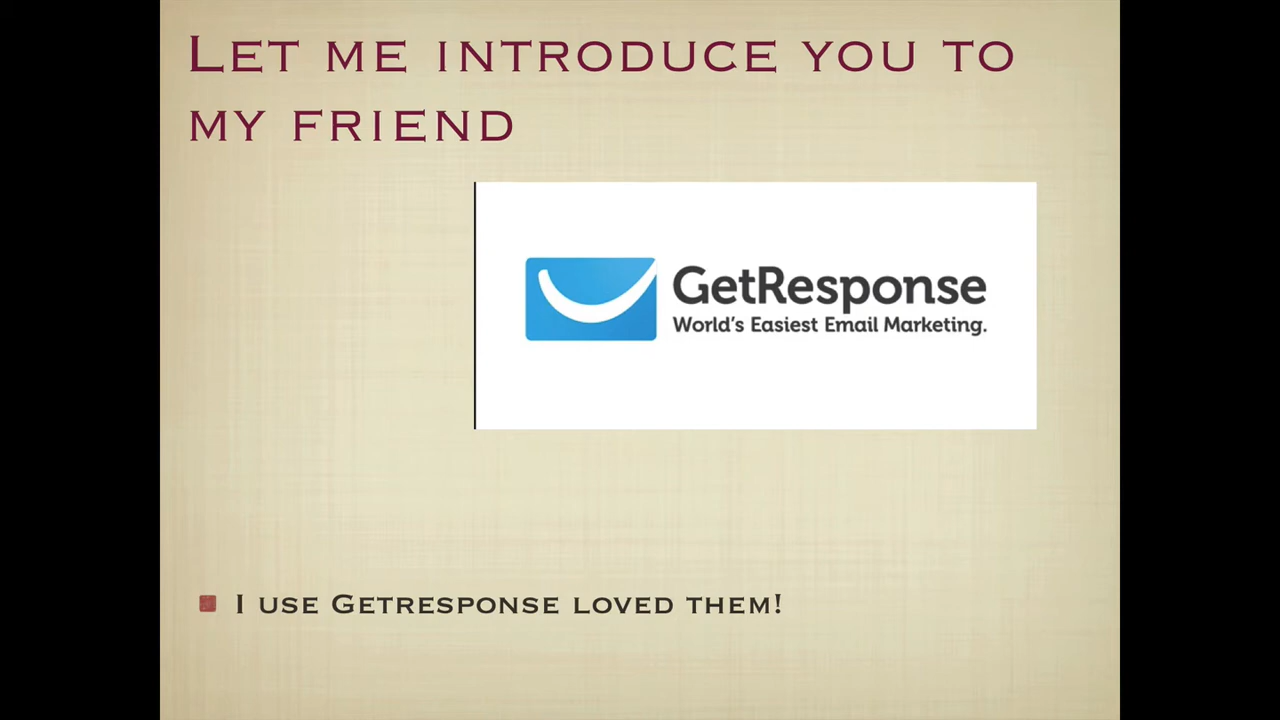 Let me introduce you to
my friend
GetResponse
World's Easiest Email Marketing.
I use Getresponse loved them!